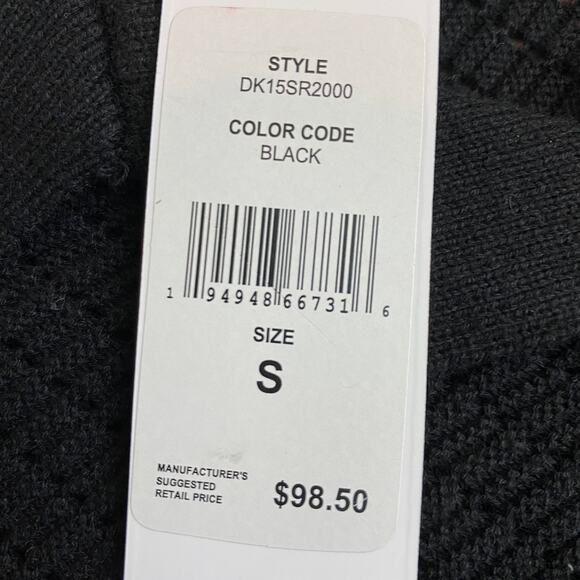 STYLE
DK15SR2000
COLOR CODE
BLACK
1 94948 66731 6
SIZE
S
MANUFACTURER'S
SUGGESTED
RETAIL PRICE
$98.50